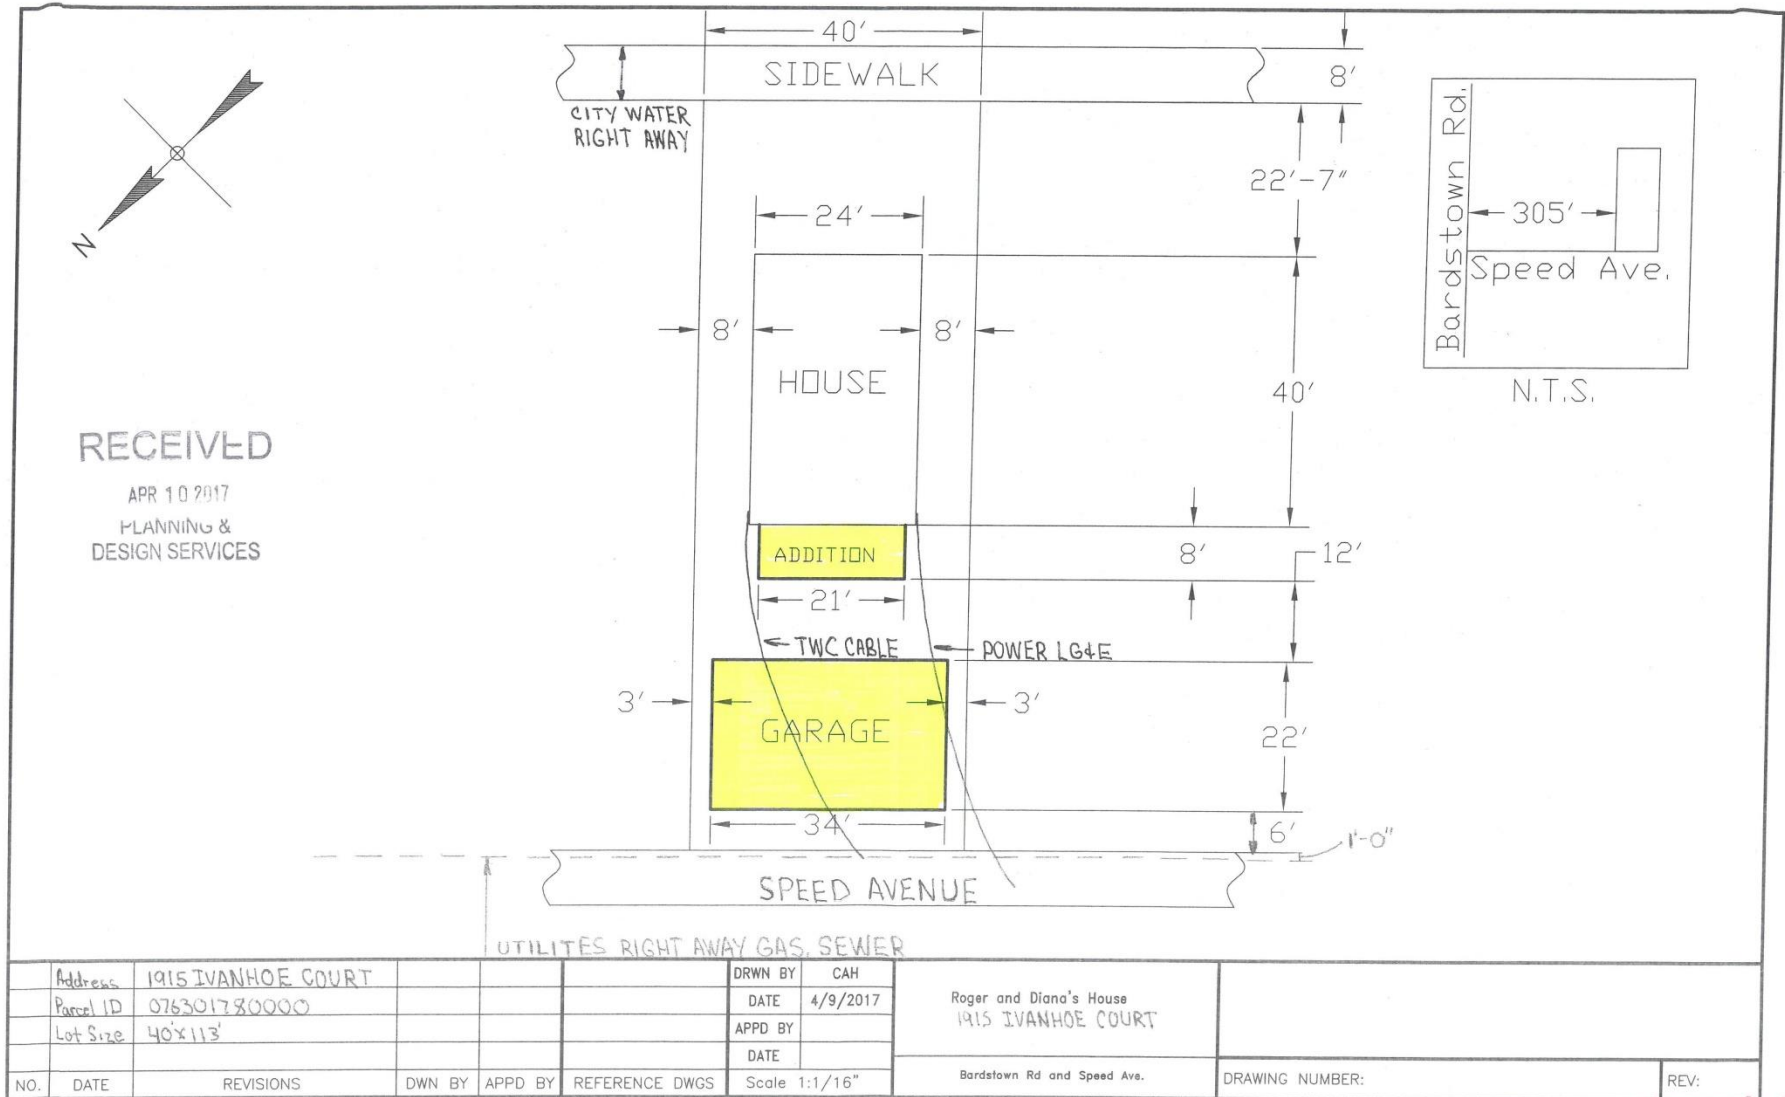 40'
SIDEWALK
8'
CITY WATER
RIGHT AWAY
22'-7"
24'
N
Bardstown Rd.
305'
Speed Ave.
N.T.S.
8'
8'
HOUSE
40'
RECEIVED
APR 10 2017
PLANNING &
DESIGN SERVICES
ADDITION
8'
12'
21'
TWC CABLE
POWER LG&E
3'
3'
GARAGE
22'
34'
6'
1'-0"
SPEED AVENUE
UTILITES RIGHT AWAY GAS, SEWER
Address 1915 IVANHOE COURT
Parcel ID 076301780000
Lot Size 40'x113'
NO. DATE REVISIONS DWN BY APPD BY REFERENCE DWGS
DRWN BY CAH
DATE 4/9/2017
APPD BY
DATE
Scale 1:1/16"
Roger and Diana's House
1915 IVANHOE COURT
Bardstown Rd and Speed Ave.
DRAWING NUMBER:
REV: